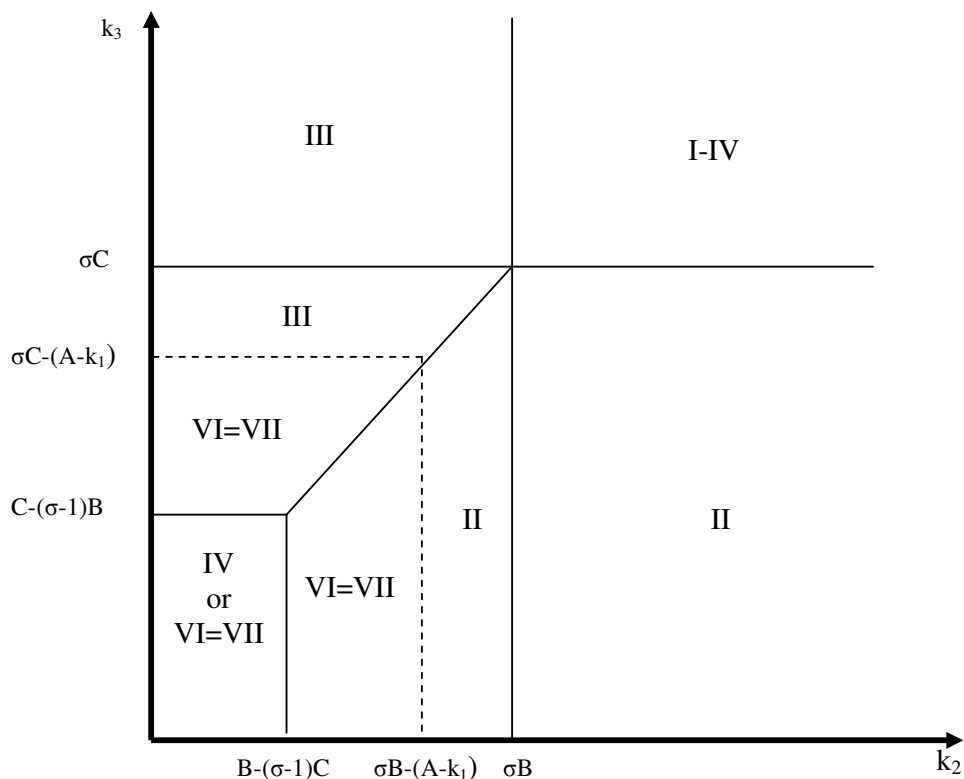 k₃
III
I-IV
σC
III
σC-(A-k₁)
VI=VII
C-(σ-1)B
II
II
IV
or
VI=VII
VI=VII
B-(σ-1)C
σB-(A-k₁)
σB
k₂